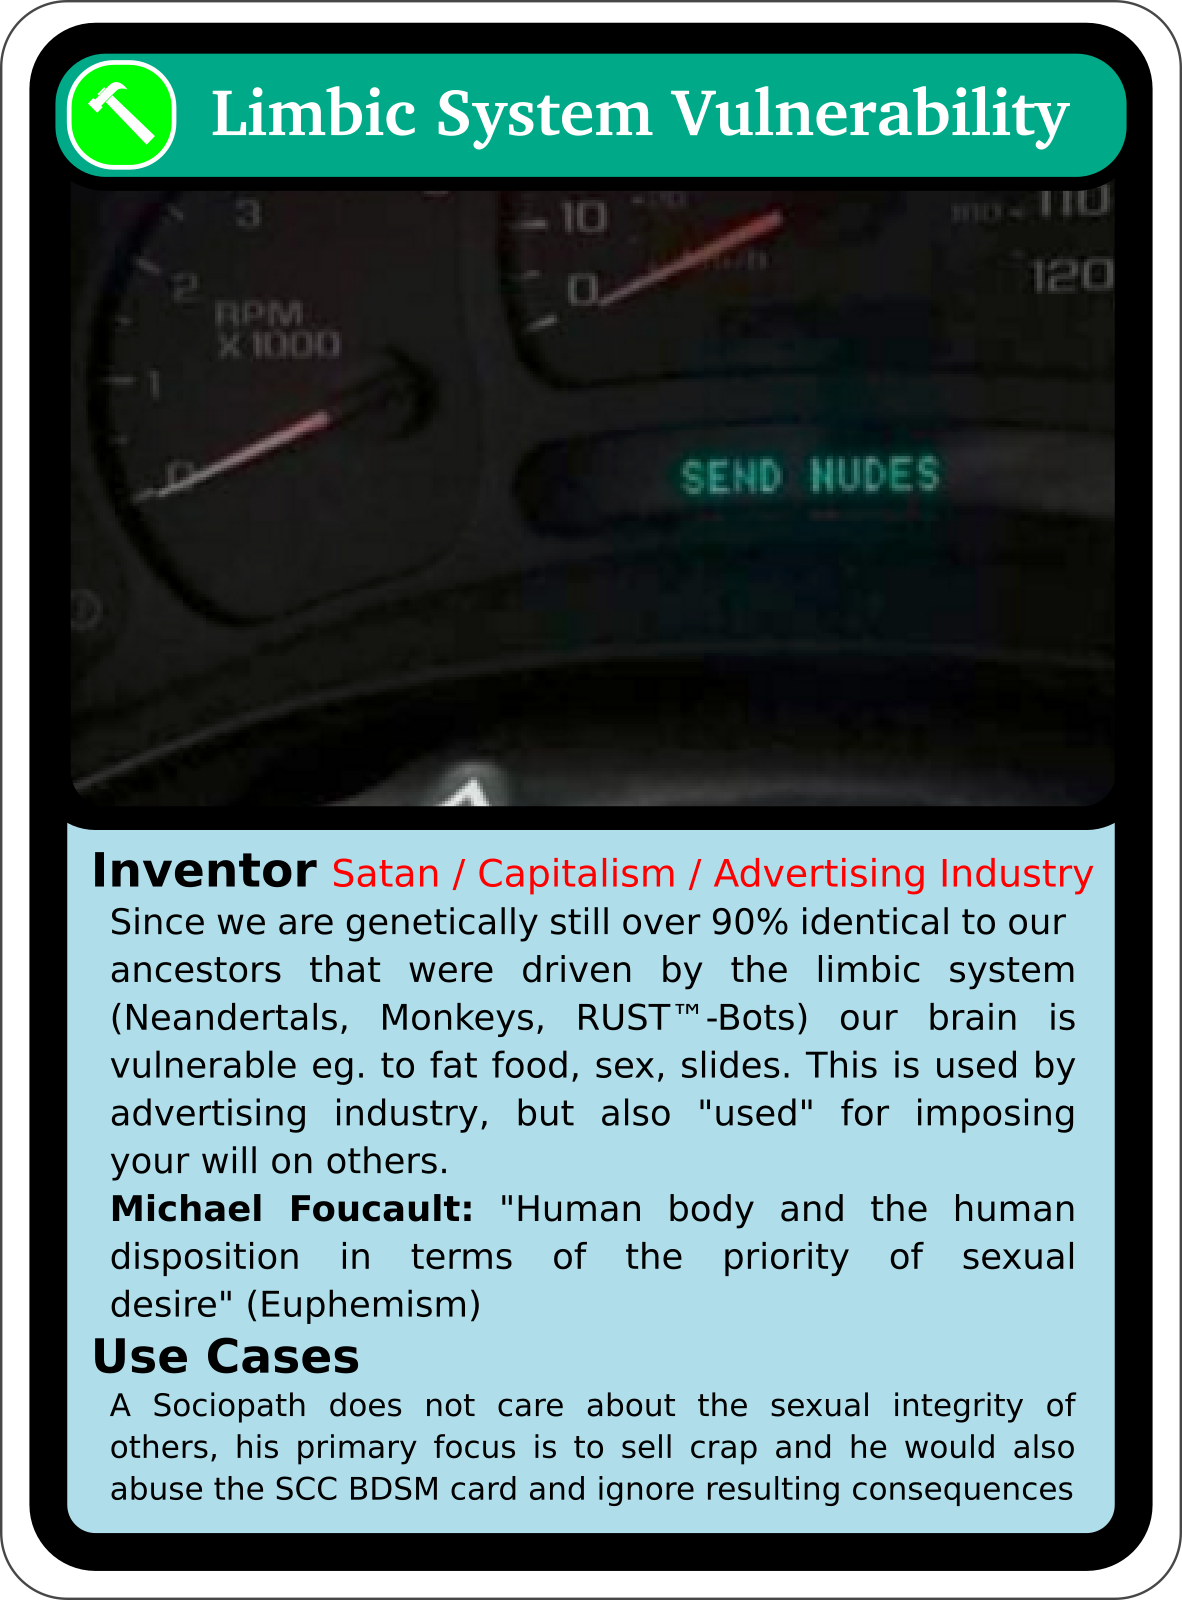 Limbic System Vulnerability
3
2
RPM
X 1000
1
0
10
0
110
120
SEND NUDES
Inventor Satan / Capitalism / Advertising Industry
Since we are genetically still over 90% identical to our
ancestors that were driven by the limbic system
(Neandertals, Monkeys, RUST™-Bots) our brain is
vulnerable eg. to fat food, sex, slides. This is used by
advertising industry, but also "used" for imposing
your will on others.
Michael Foucault: "Human body and the human
disposition in terms of the priority of sexual
desire" (Euphemism)
Use Cases
A Sociopath does not care about the sexual integrity of
others, his primary focus is to sell crap and he would also
abuse the SCC BDSM card and ignore resulting consequences